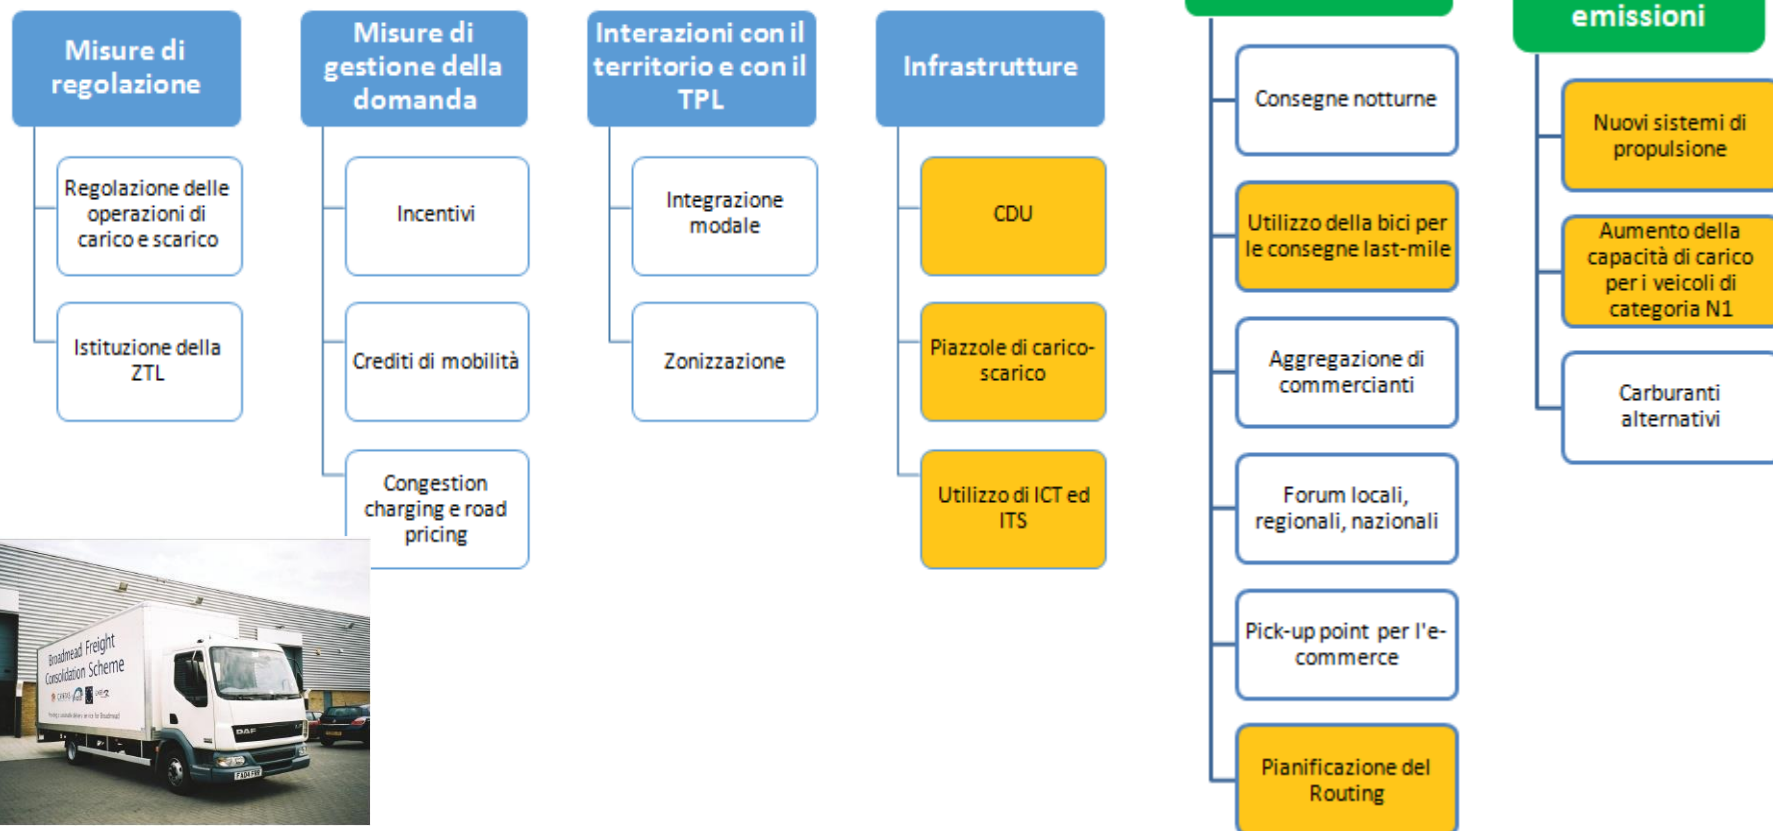 Misure di
regolazione
Regolazione delle
operazioni di
carico e scarico
Istituzione della
ZTL
Misure di
gestione della
domanda
Incentivi
Crediti di mobilità
Congestion
charging e road
pricing
Interazioni con il
territorio e con il
TPL
Integrazione
modale
Zonizzazione
Infrastrutture
CDU
Piazzole di carico-
scarico
Utilizzo di ICT ed
ITS
Consegne notturne
Utilizzo della bici per
le consegne last-mile
Aggregazione di
commercianti
Forum locali,
regionali, nazionali
Pick-up point per l'e-
commerce
Pianificazione del
Routing
emissioni
Nuovi sistemi di
propulsione
Aumento della
capacità di carico
per i veicoli di
categoria N1
Carburanti
alternativi
Broadmead Freight
Consolidation Scheme
DAF